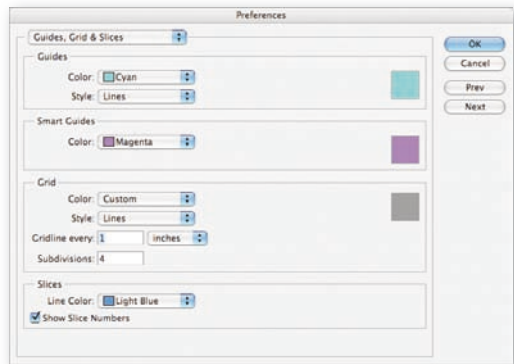 Preferences
Guides, Grid & Slices
OK
Cancel
Prev
Next
Guides
Color: Cyan
Style: Lines
Smart Guides
Color: Magenta
Grid
Color: Custom
Style: Lines
Gridline every: 1 inches
Subdivisions: 4
Slices
Line Color: Light Blue
Show Slice Numbers